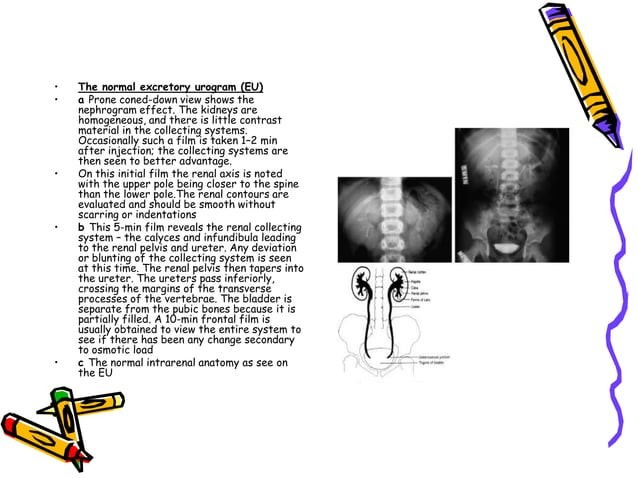 • The normal excretory urogram (EU)
• a Prone coned-down view shows the
nephrogram effect. The kidneys are
homogeneous, and there is little contrast
material in the collecting systems.
Occasionally such a film is taken 1–2 min
after injection; the collecting systems are
then seen to better advantage.
• On this initial film the renal axis is noted
with the upper pole being closer to the spine
than the lower pole.The renal contours are
evaluated and should be smooth without
scarring or indentations
• b This 5-min film reveals the renal collecting
system – the calyces and infundibula leading
to the renal pelvis and ureter. Any deviation
or blunting of the collecting system is seen
at this time. The renal pelvis then tapers into
the ureter. The ureters pass inferiorly,
crossing the margins of the transverse
processes of the vertebrae. The bladder is
separate from the pubic bones because it is
partially filled. A 10-min frontal film is
usually obtained to view the entire system to
see if there has been any change secondary
to osmotic load
• c The normal intrarenal anatomy as see on
the EU
Renal cortex
Papilla
Calix
Renal pelvis
Fornix of calix
Ureter
Ureterovesical junction
Trigone of bladder